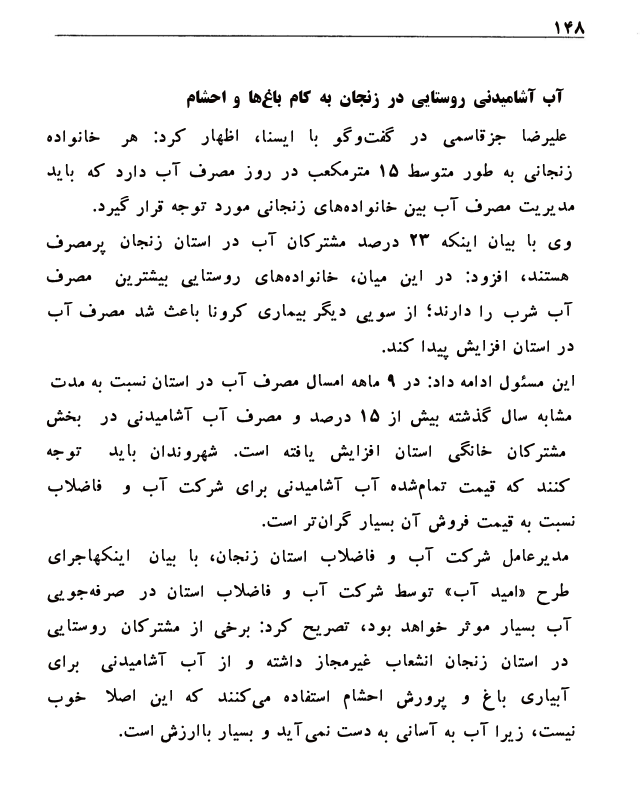 ۱۴۸
آب آشامیدنی روستایی در زنجان به کام باغ‌ها و احشام
علیرضا جزقاسمی در گفت‌وگو با ایسنا، اظهار کرد: هر خانواده
زنجانی به طور متوسط ۱۵ مترمکعب در روز مصرف آب دارد که باید
مدیریت مصرف آب بین خانواده‌های زنجانی مورد توجه قرار گیرد.
وی با بیان اینکه ۲۳ درصد مشترکان آب در استان زنجان پرمصرف
هستند، افزود: در این میان، خانواده‌های روستایی بیشترین مصرف
آب شرب را دارند؛ از سویی دیگر بیماری کرونا باعث شد مصرف آب
در استان افزایش پیدا کند.
این مسئول ادامه داد: در ۹ ماهه امسال مصرف آب در استان نسبت به مدت
مشابه سال گذشته بیش از ۱۵ درصد و مصرف آب آشامیدنی در بخش
مشترکان خانگی استان افزایش یافته است. شهروندان باید توجه
کنند که قیمت تمام‌شده آب آشامیدنی برای شرکت آب و فاضلاب
نسبت به قیمت فروش آن بسیار گران‌تر است.
مدیرعامل شرکت آب و فاضلاب استان زنجان، با بیان اینکهاجرای
طرح «امید آب» توسط شرکت آب و فاضلاب استان در صرفه‌جویی
آب بسیار موثر خواهد بود، تصریح کرد: برخی از مشترکان روستایی
در استان زنجان انشعاب غیرمجاز داشته و از آب آشامیدنی برای
آبیاری باغ و پرورش احشام استفاده می‌کنند که این اصلا خوب
نیست، زیرا آب به آسانی به دست نمی‌آید و بسیار باارزش است.